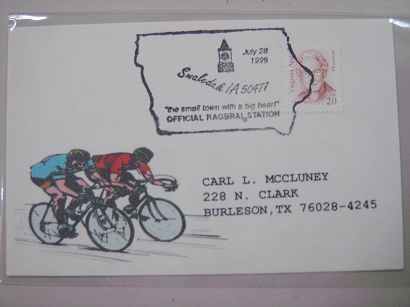 July 28
1999
Swaledale IA 50477
"the small town with a big heart"
OFFICIAL RAGBRAI STATION
Virginia
20
CARL L. MCCLUNEY
228 N. CLARK
BURLESON,TX 76028-4245